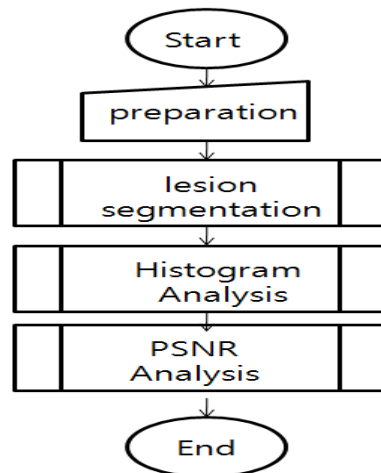 Start
preparation
lesion
segmentation
Histogram
Analysis
PSNR
Analysis
End